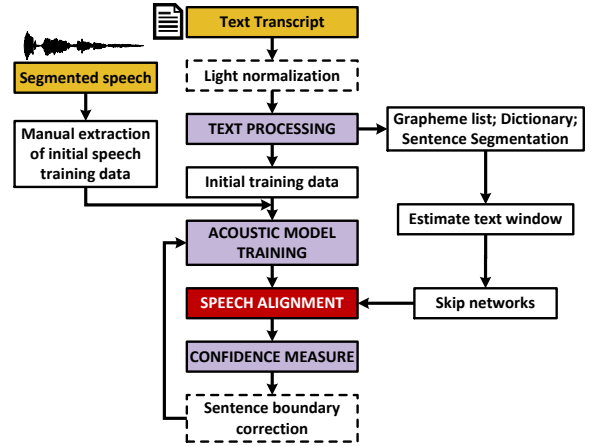 Text Transcript
Segmented speech
Light normalization
TEXT PROCESSING
Grapheme list; Dictionary;
Sentence Segmentation
Manual extraction
of initial speech
training data
Initial training data
Estimate text window
ACOUSTIC MODEL
TRAINING
SPEECH ALIGNMENT
Skip networks
CONFIDENCE MEASURE
Sentence boundary
correction